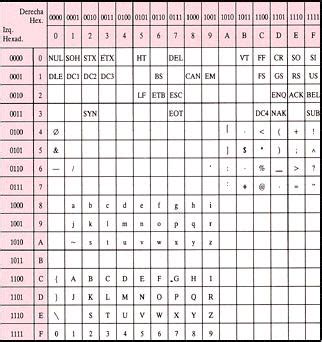 Derecha
Hex.
Izq.
Hexad.
0000 0001 0010 0011 0100 0101 0110 0111 1000 1001 1010 1011 1100 1101 1110 1111
0 1 2 3 4 5 6 7 8 9 A B C D E F
0000 0 NUL SOH STX ETX HT DEL VT FF CR SO SI
0001 1 DLE DC1 DC2 DC3 BS CAN EM FS GS RS US
0010 2 LF ETB ESC ENQ ACK BEL
0011 3 SYN EOT DC4 NAK SUB
0100 4 Ø [ . < ( + !
0101 5 & ] $ * ) ; ^
0110 6 — / ' : , % _ > ?
0111 7 : # @ ' = "
1000 8 a b c d e f g h i
1001 9 j k l m n o p q r
1010 A ~ s t u v w x y z
1011 B
1100 C { A B C D E F G H I
1101 D } J K L M N O P Q R
1110 E \ S T U V W X Y Z
1111 F 0 1 2 3 4 5 6 7 8 9